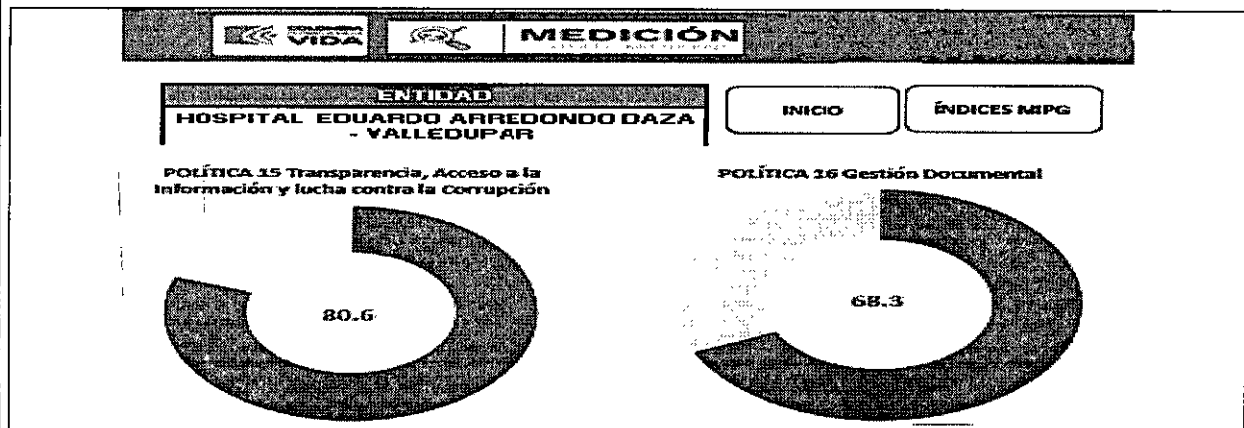 VIDA
MEDICIÓN
ENTIDAD
HOSPITAL EDUARDO ARREDONDO DAZA
- VALLEDUPAR
INICIO
ÍNDICES MIPG
POLÍTICA 15 Transparencia, Acceso a la
Información y lucha contra la Corrupción
80.6
POLÍTICA 16 Gestión Documental
68.3